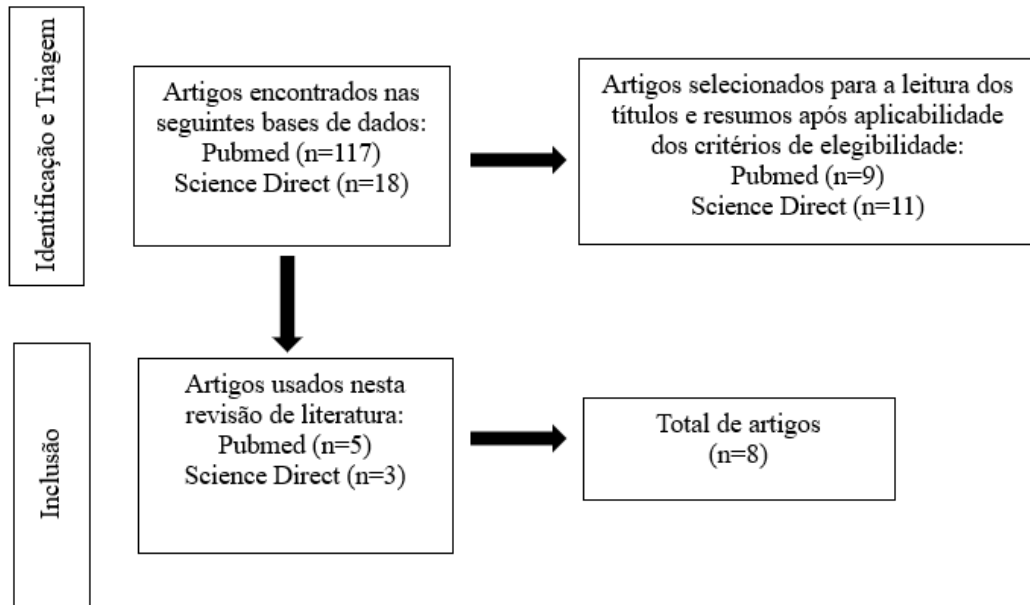 Identificação e Triagem
Artigos encontrados nas
seguintes bases de dados:
Pubmed (n=117)
Science Direct (n=18)
Artigos selecionados para a leitura dos
títulos e resumos após aplicabilidade
dos critérios de elegibilidade:
Pubmed (n=9)
Science Direct (n=11)
Inclusão
Artigos usados nesta
revisão de literatura:
Pubmed (n=5)
Science Direct (n=3)
Total de artigos
(n=8)